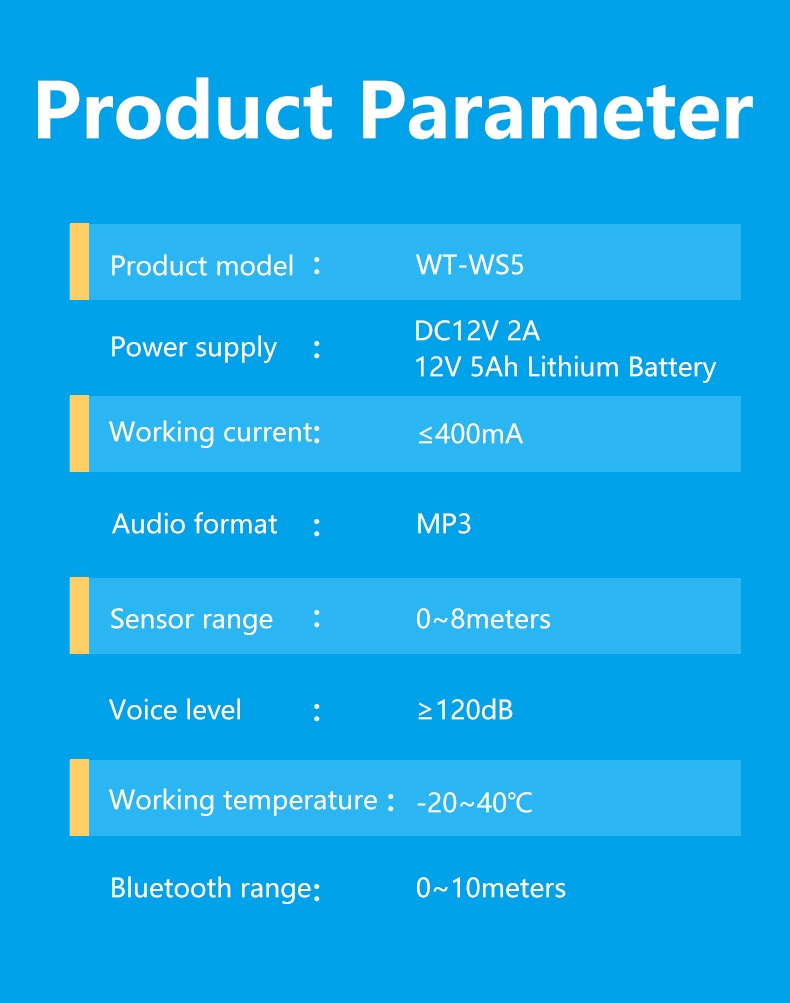 Product Parameter
Product model : WT-WS5
Power supply : DC12V 2A
12V 5Ah Lithium Battery
Working current: ≤400mA
Audio format : MP3
Sensor range : 0~8meters
Voice level : ≥120dB
Working temperature : -20~40℃
Bluetooth range: 0~10meters